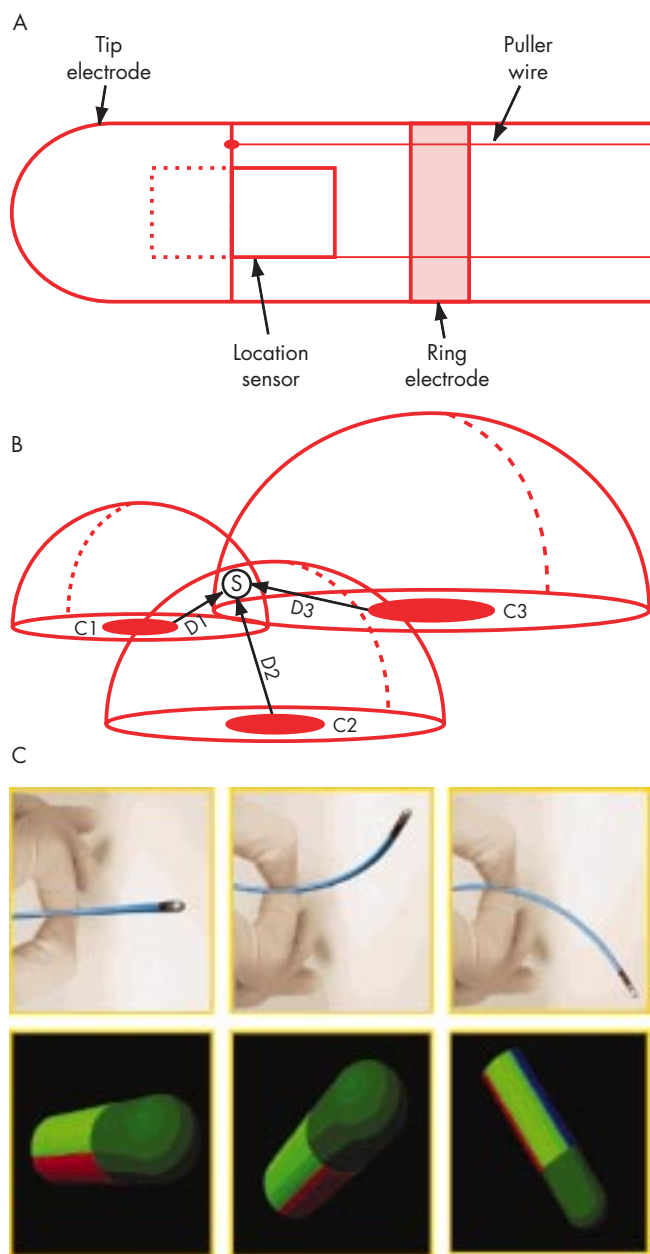 A
Tip
electrode
Puller
wire
Location
sensor
Ring
electrode
B
S
C1
D1
D3
C3
D2
C2
C